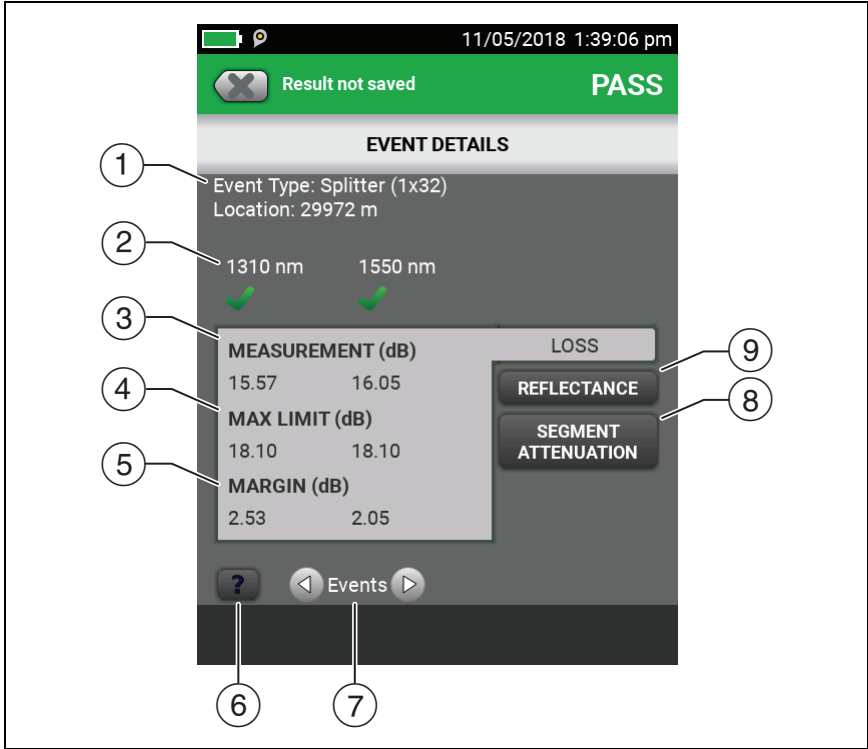 11/05/2018 1:39:06 pm
Result not saved PASS
EVENT DETAILS
1
Event Type: Splitter (1x32)
Location: 29972 m
2
1310 nm 1550 nm
3
MEASUREMENT (dB) LOSS
9
15.57 16.05 REFLECTANCE
4
MAX LIMIT (dB)
8
18.10 18.10 SEGMENT ATTENUATION
5
MARGIN (dB)
2.53 2.05
? Events
6 7